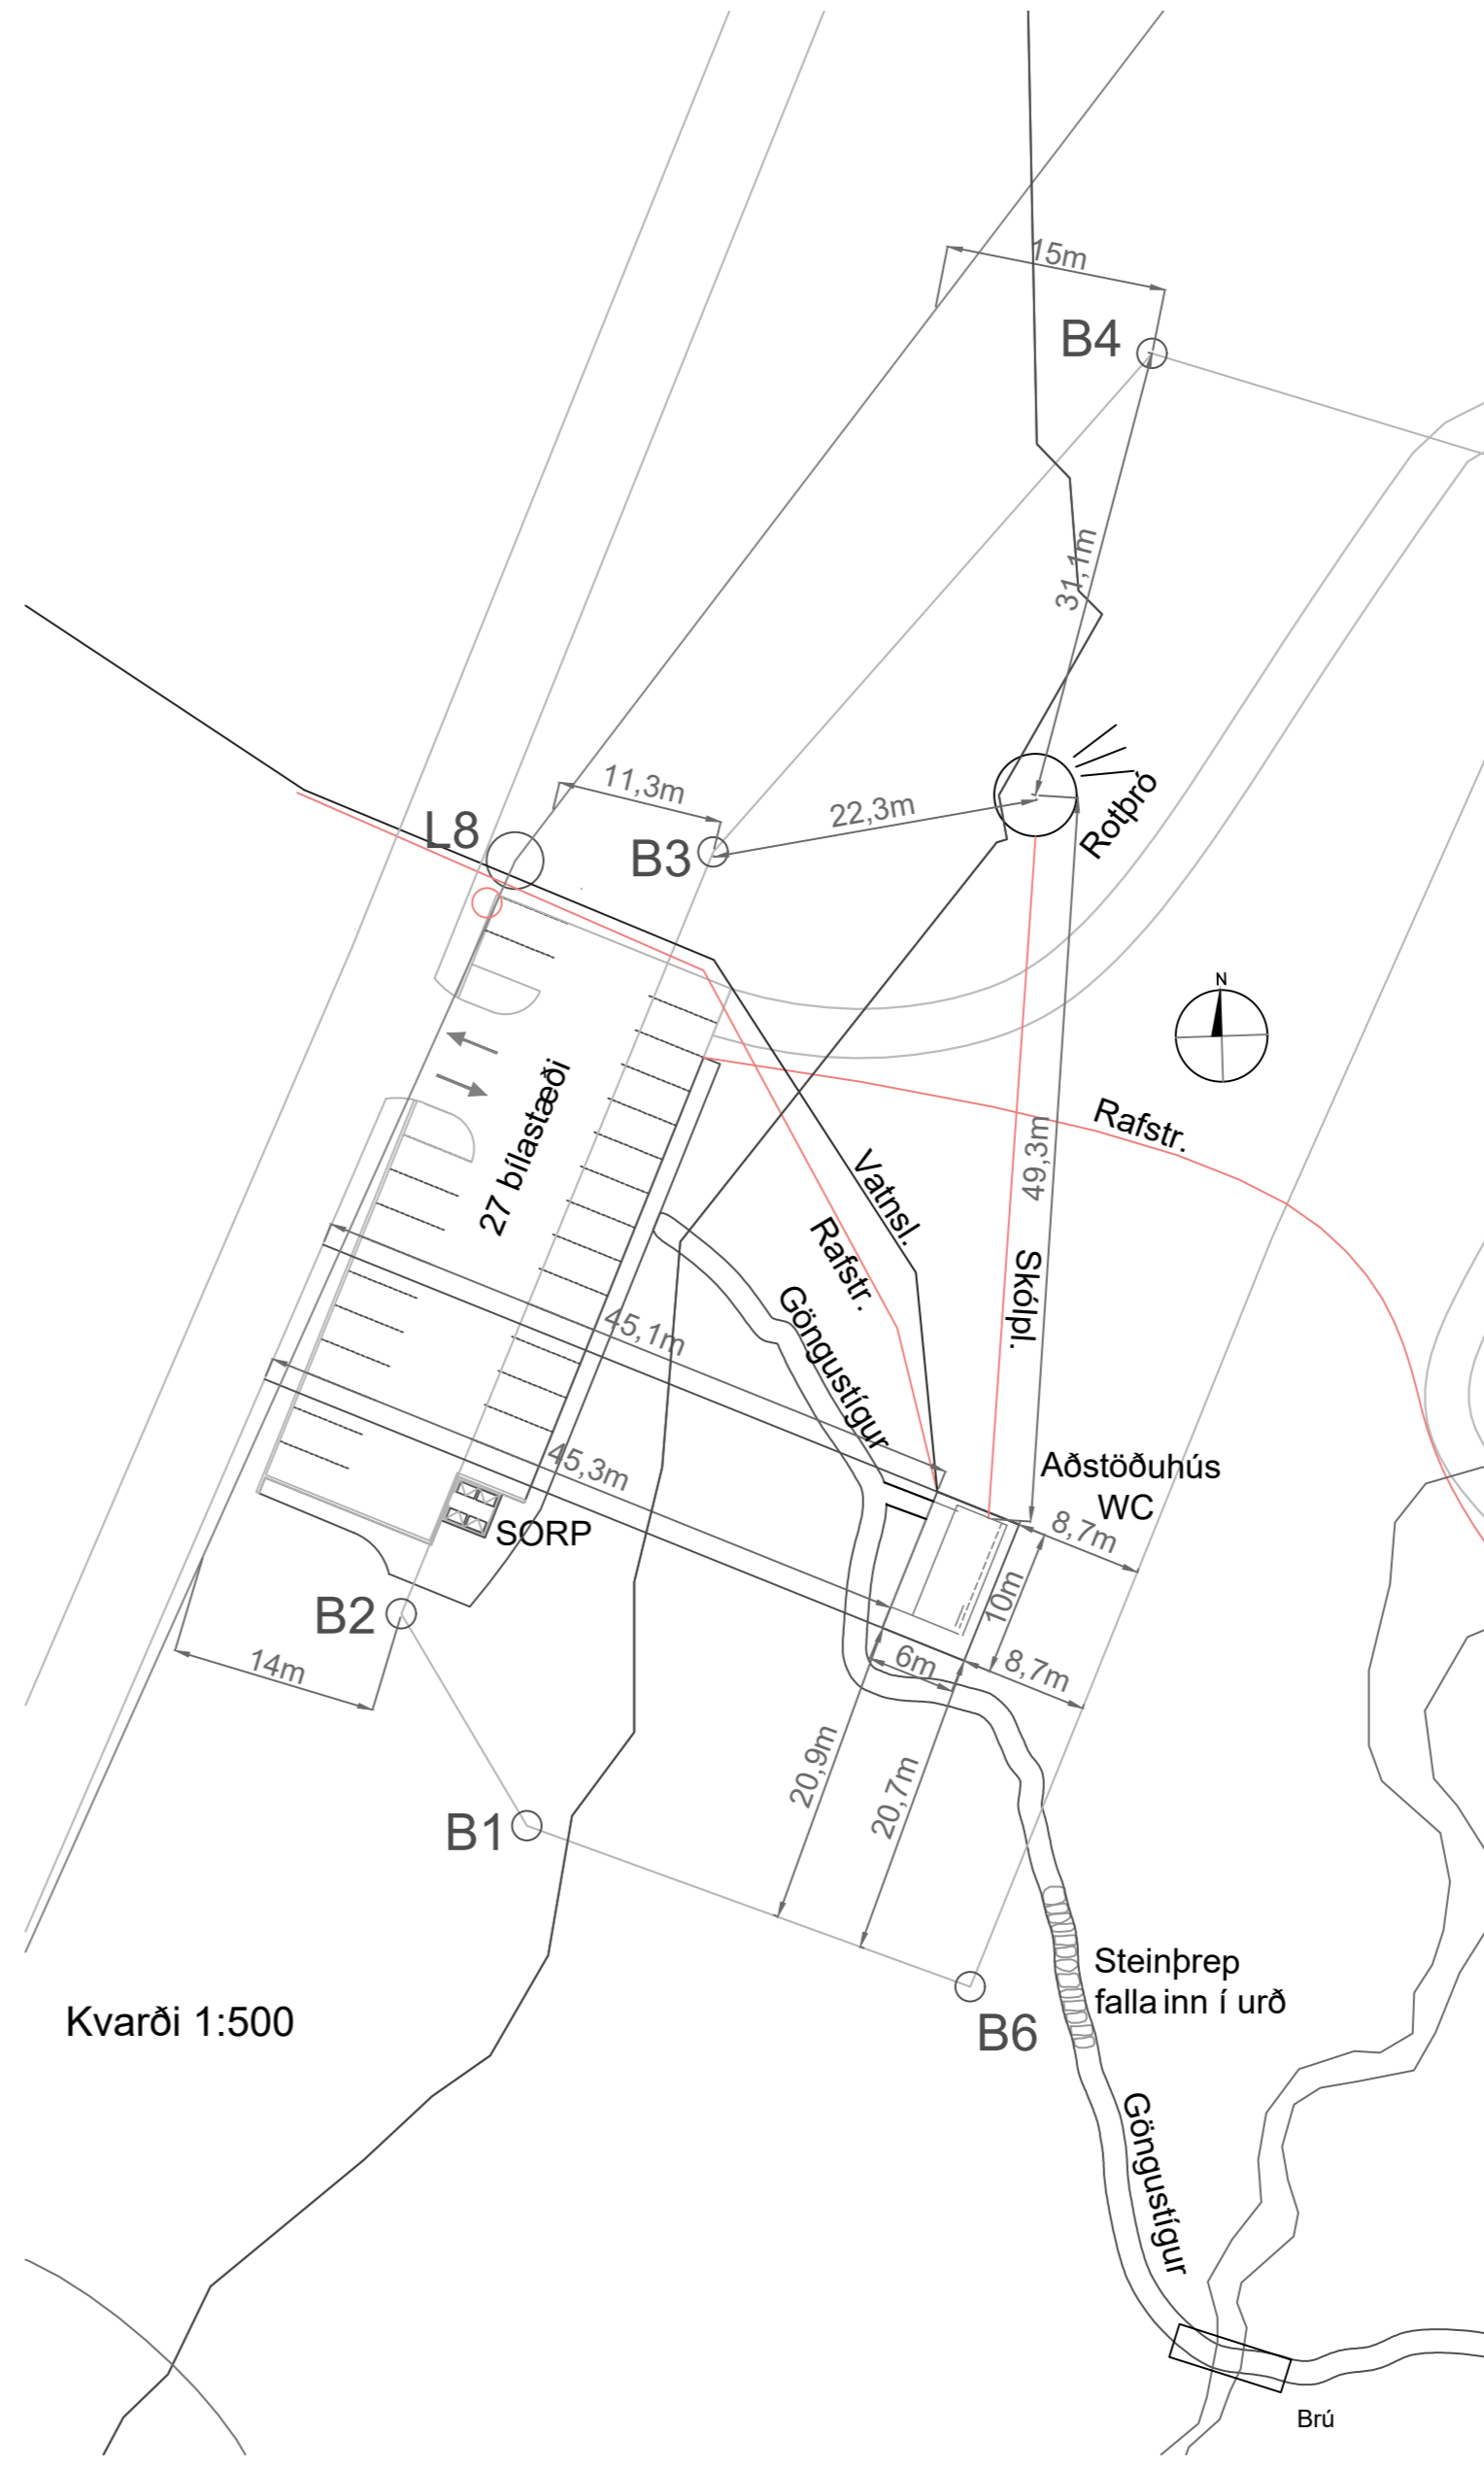 15m
B4
31,1m
11,3m
22,3m
L8
B3
Rotþró
N
27 bílastæði
Rafstr.
49,3m
Vatnsl.
Rafstr.
Skólpl.
Göngustígur
45,1m
45,3m
Aðstöðuhús
WC
8,7m
SORP
10m
B2
14m
6m
8,7m
20,9m
20,7m
B1
Steinþrep
falla inn í urð
Kvarði 1:500
B6
Göngustígur
Brú